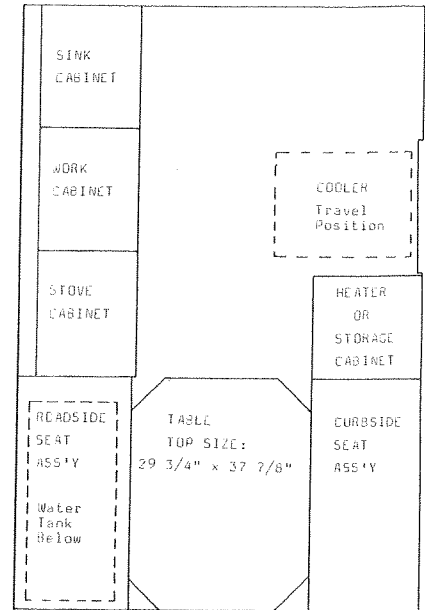 SINK
CABINET
WORK
CABINET
COOLER
Travel
Position
STOVE
CABINET
HEATER
OR
STORAGE
CABINET
ROADSIDE
SEAT
ASS'Y
Water
Tank
Below
TABLE
TOP SIZE:
29 3/4" x 37 7/8"
CURBSIDE
SEAT
ASS'Y